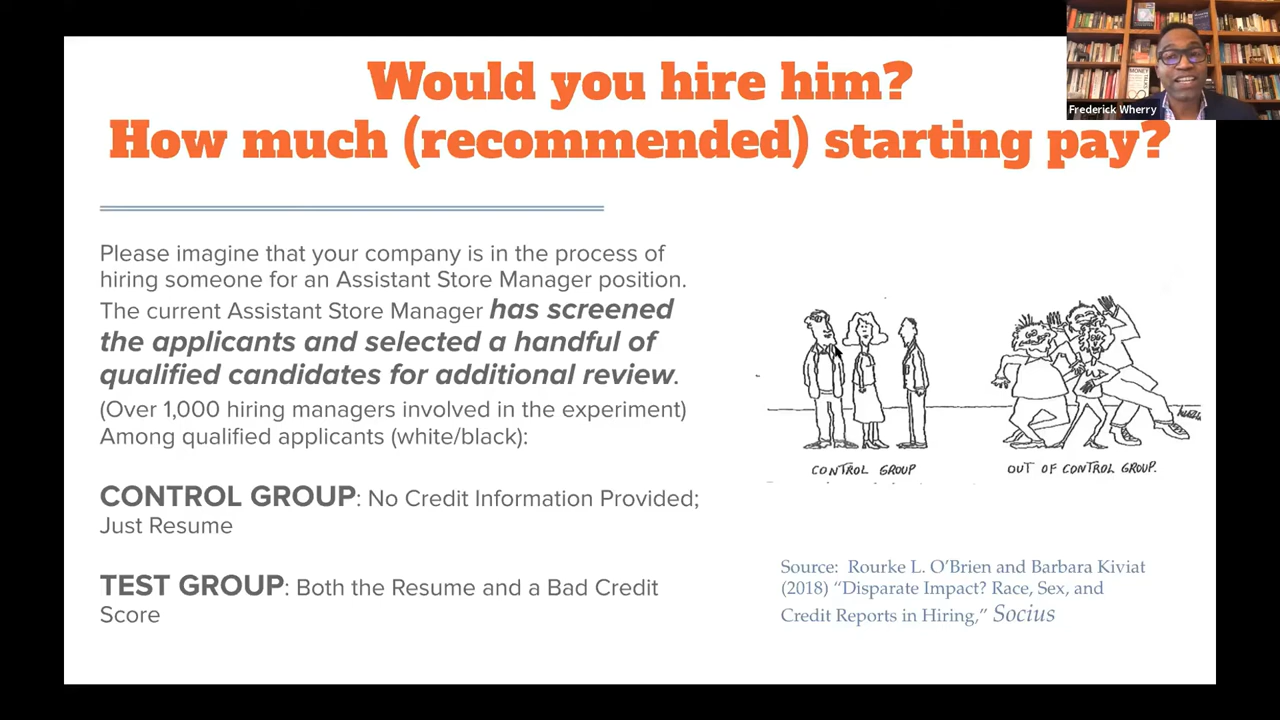 Would you hire him?
How much (recommended) starting pay?
Frederick Wherry
Please imagine that your company is in the process of
hiring someone for an Assistant Store Manager position.
The current Assistant Store Manager has screened
the applicants and selected a handful of
qualified candidates for additional review.
(Over 1,000 hiring managers involved in the experiment)
Among qualified applicants (white/black):
CONTROL GROUP: No Credit Information Provided;
Just Resume
TEST GROUP: Both the Resume and a Bad Credit
Score
CONTROL GROUP
OUT OF CONTROL GROUP.
Source: Rourke L. O’Brien and Barbara Kiviat
(2018) “Disparate Impact? Race, Sex, and
Credit Reports in Hiring,” Socius
MONEY